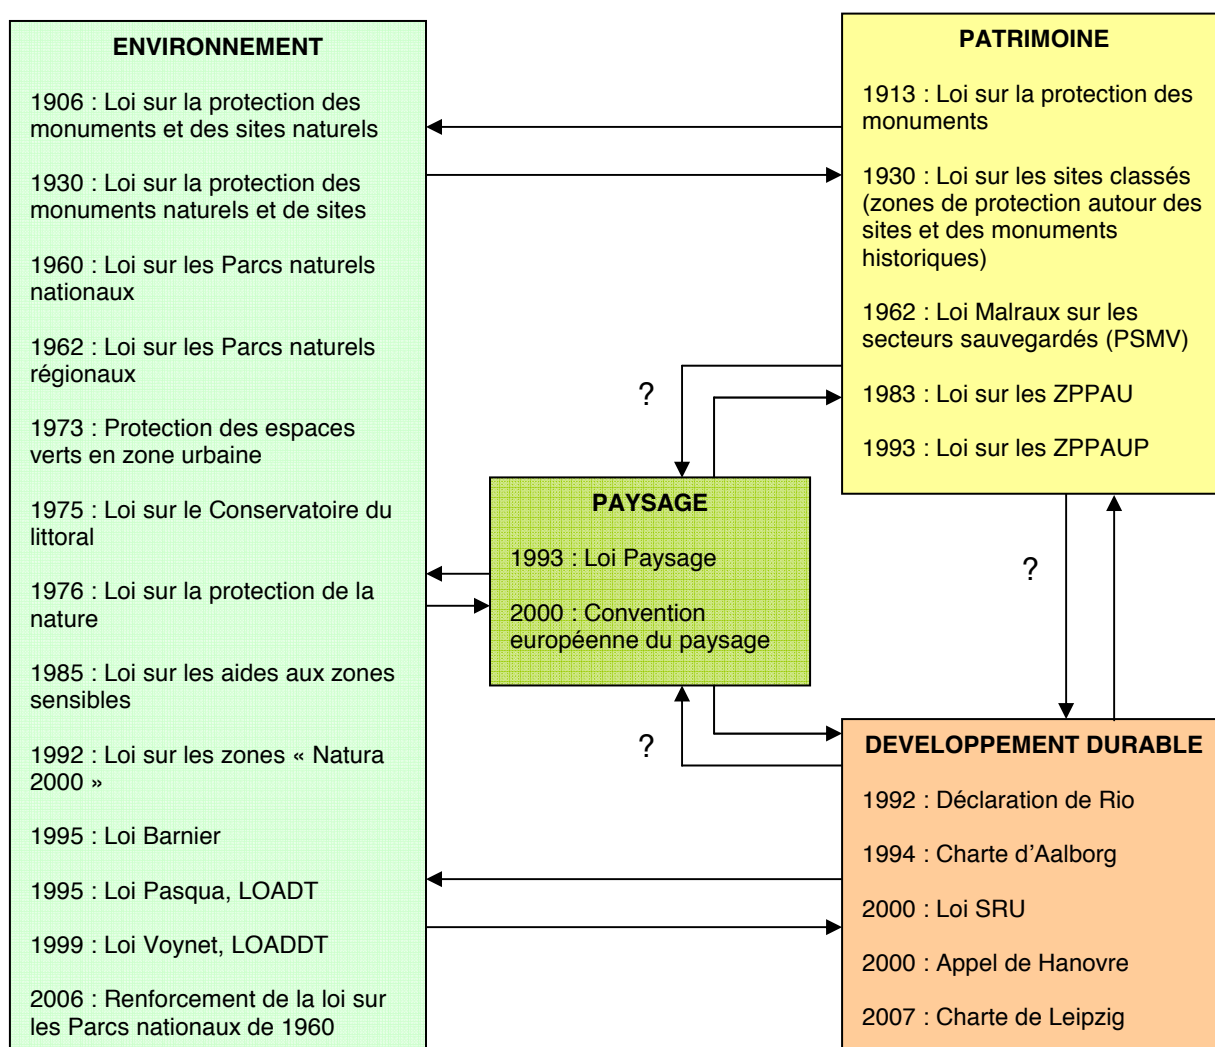 ENVIRONNEMENT
1906 : Loi sur la protection des
monuments et des sites naturels
1930 : Loi sur la protection des
monuments naturels et de sites
1960 : Loi sur les Parcs naturels
nationaux
1962 : Loi sur les Parcs naturels
régionaux
1973 : Protection des espaces
verts en zone urbaine
1975 : Loi sur le Conservatoire du
littoral
1976 : Loi sur la protection de la
nature
1985 : Loi sur les aides aux zones
sensibles
1992 : Loi sur les zones « Natura
2000 »
1995 : Loi Barnier
1995 : Loi Pasqua, LOADT
1999 : Loi Voynet, LOADDT
2006 : Renforcement de la loi sur
les Parcs nationaux de 1960
PATRIMOINE
1913 : Loi sur la protection des
monuments
1930 : Loi sur les sites classés
(zones de protection autour des
sites et des monuments
historiques)
1962 : Loi Malraux sur les
secteurs sauvegardés (PSMV)
1983 : Loi sur les ZPPAU
1993 : Loi sur les ZPPAUP
?
PAYSAGE
1993 : Loi Paysage
2000 : Convention
européenne du paysage
?
?
DEVELOPPEMENT DURABLE
1992 : Déclaration de Rio
1994 : Charte d'Aalborg
2000 : Loi SRU
2000 : Appel de Hanovre
2007 : Charte de Leipzig